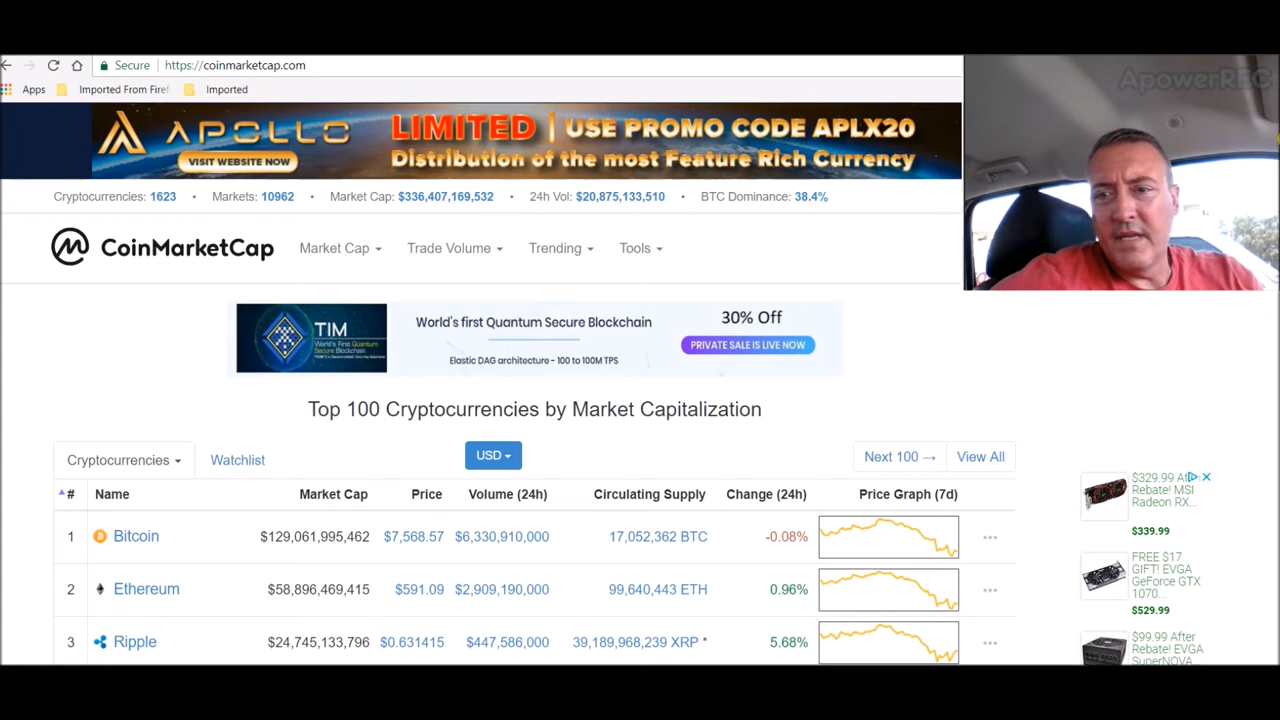 ApowerREC
Secure https://coinmarketcap.com
Apps Imported From Firef Imported
APOLLO
VISIT WEBSITE NOW
LIMITED | USE PROMO CODE APLX20
Distribution of the most Feature Rich Currency
Cryptocurrencies: 1623 • Markets: 10962 • Market Cap: $336,407,169,532 • 24h Vol: $20,875,133,510 • BTC Dominance: 38.4%
CoinMarketCap Market Cap Trade Volume Trending Tools
TIM
World's First Quantum
Secure Blockchain
World's first Quantum Secure Blockchain
Elastic DAG architecture - 100 to 100M TPS
30% Off
PRIVATE SALE IS LIVE NOW
Top 100 Cryptocurrencies by Market Capitalization
Cryptocurrencies Watchlist USD Next 100 → View All
# Name Market Cap Price Volume (24h) Circulating Supply Change (24h) Price Graph (7d)
1 Bitcoin $129,061,995,462 $7,568.57 $6,330,910,000 17,052,362 BTC -0.08%
2 Ethereum $58,896,469,415 $591.09 $2,909,190,000 99,640,443 ETH 0.96%
3 Ripple $24,745,133,796 $0.631415 $447,586,000 39,189,968,239 XRP * 5.68%
$329.99 After
Rebate! MSI
Radeon RX...
$339.99
FREE $17
GIFT! EVGA
GeForce GTX
1070...
$529.99
$99.99 After
Rebate! EVGA
SuperNOVA